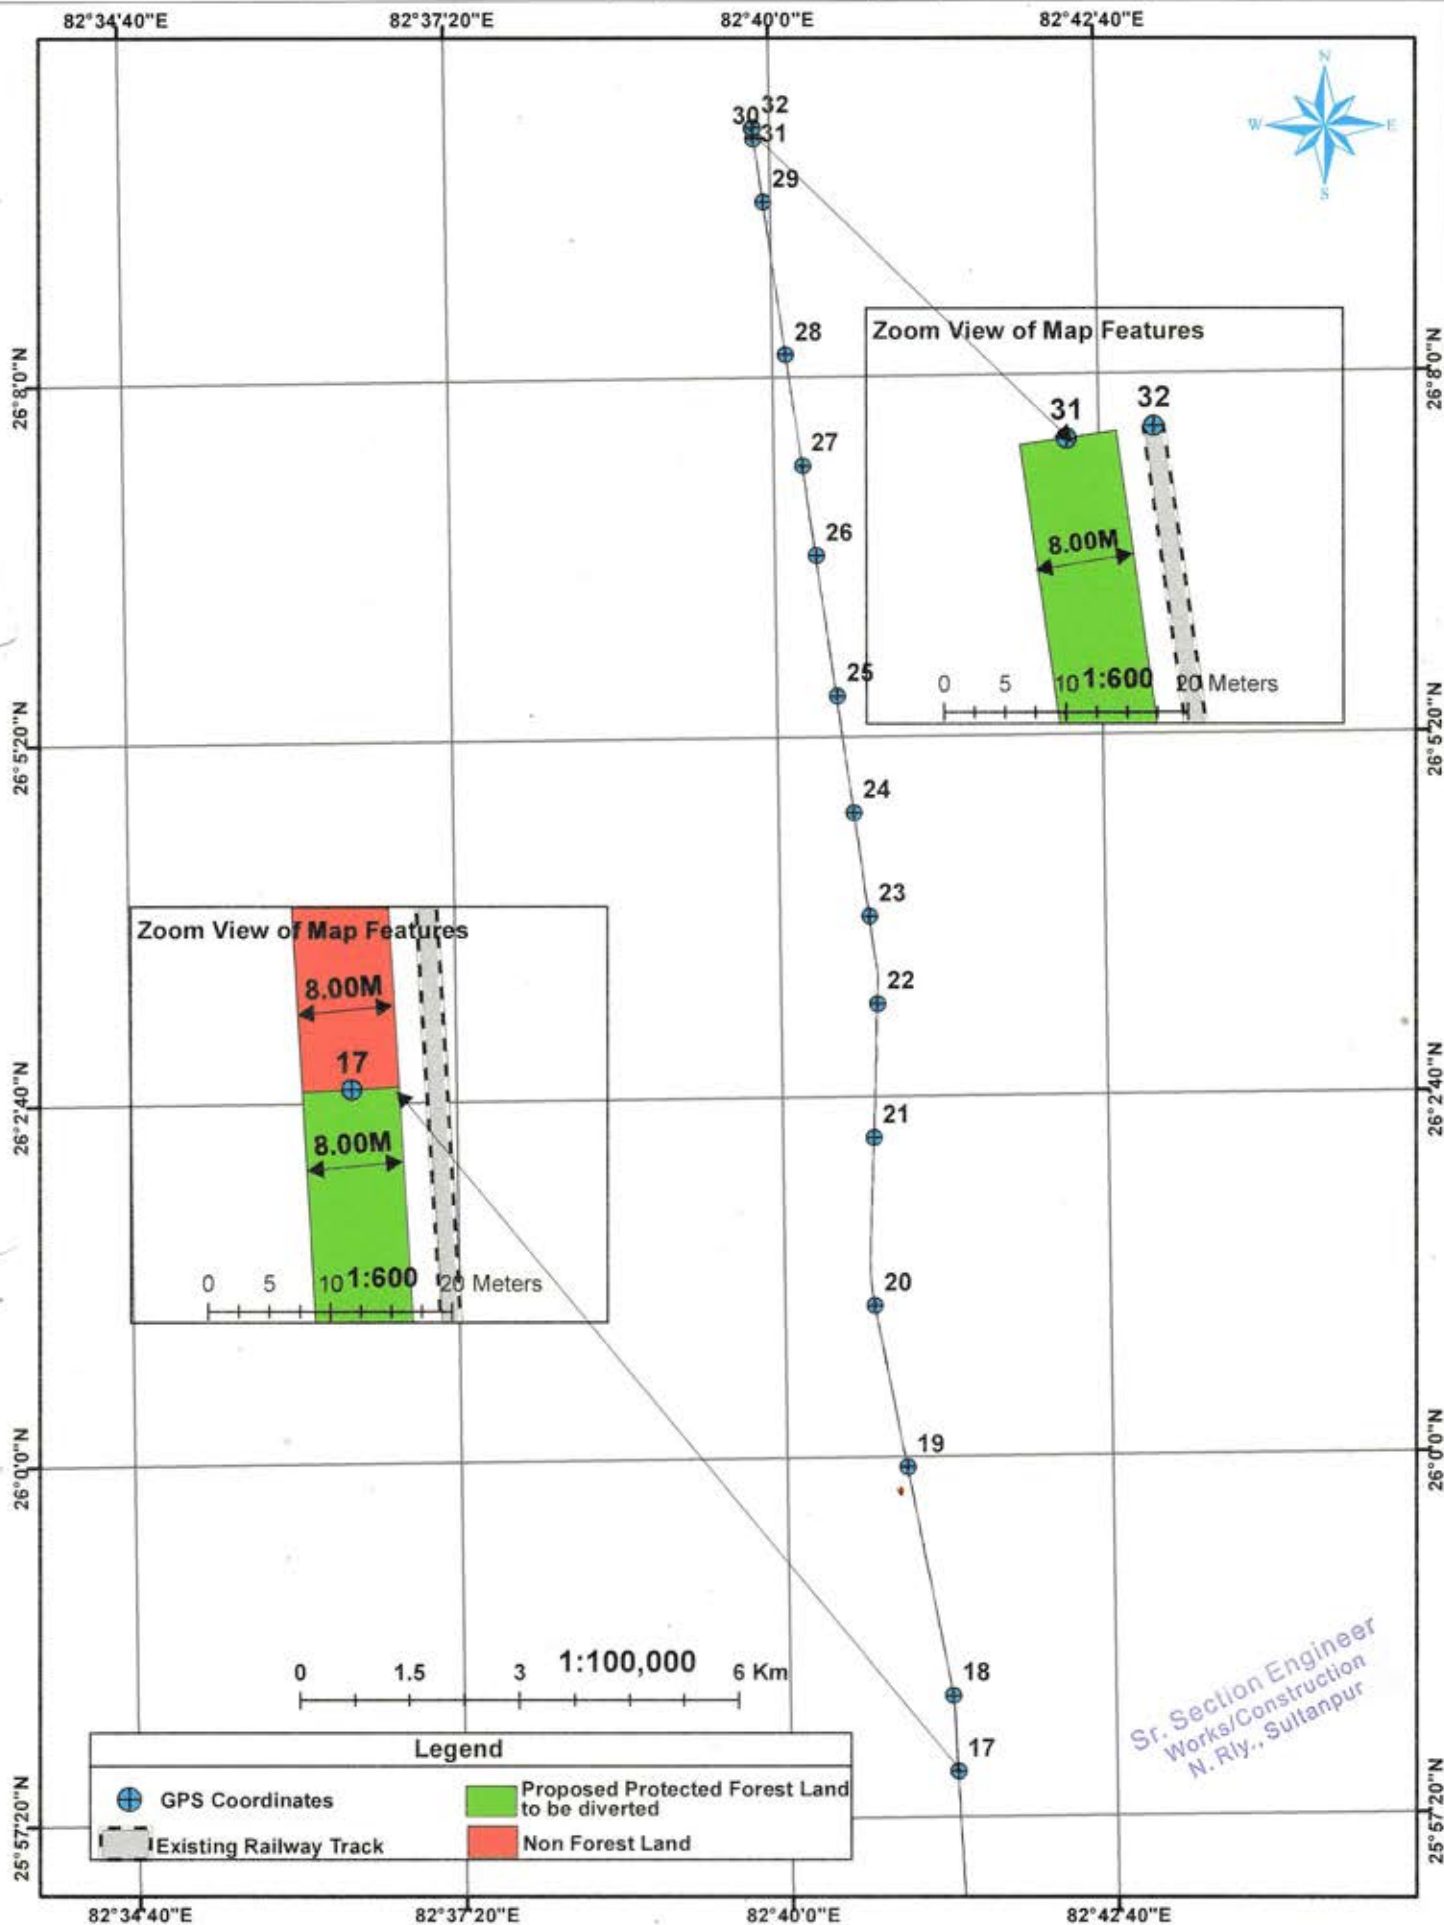 82°34'40"E 82°37'20"E 82°40'0"E 82°42'40"E
N
W E
S
32
30
31
29
28
27
26
25
24
23
22
21
20
19
18
17
26°8'0"N
26°8'0"N
26°5'20"N
26°5'20"N
26°2'40"N
26°2'40"N
26°0'0"N
26°0'0"N
25°57'20"N
25°57'20"N
Zoom View of Map Features
31 32
8.00M
0 5 10 1:600 20 Meters
Zoom View of Map Features
8.00M
17
8.00M
0 5 10 1:600 20 Meters
0 1.5 3 1:100,000 6 Km
Legend
GPS Coordinates
Proposed Protected Forest Land
to be diverted
Existing Railway Track
Non Forest Land
Sr. Section Engineer
Works/Construction
N. Rly., Sultanpur
82°34'40"E 82°37'20"E 82°40'0"E 82°42'40"E